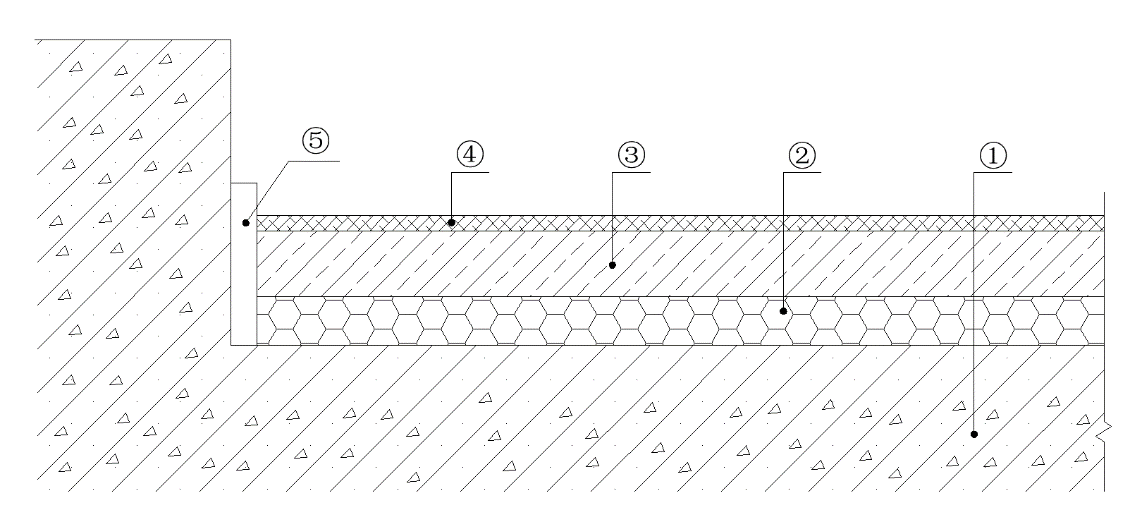 ⑤ ④ ③ ② ①